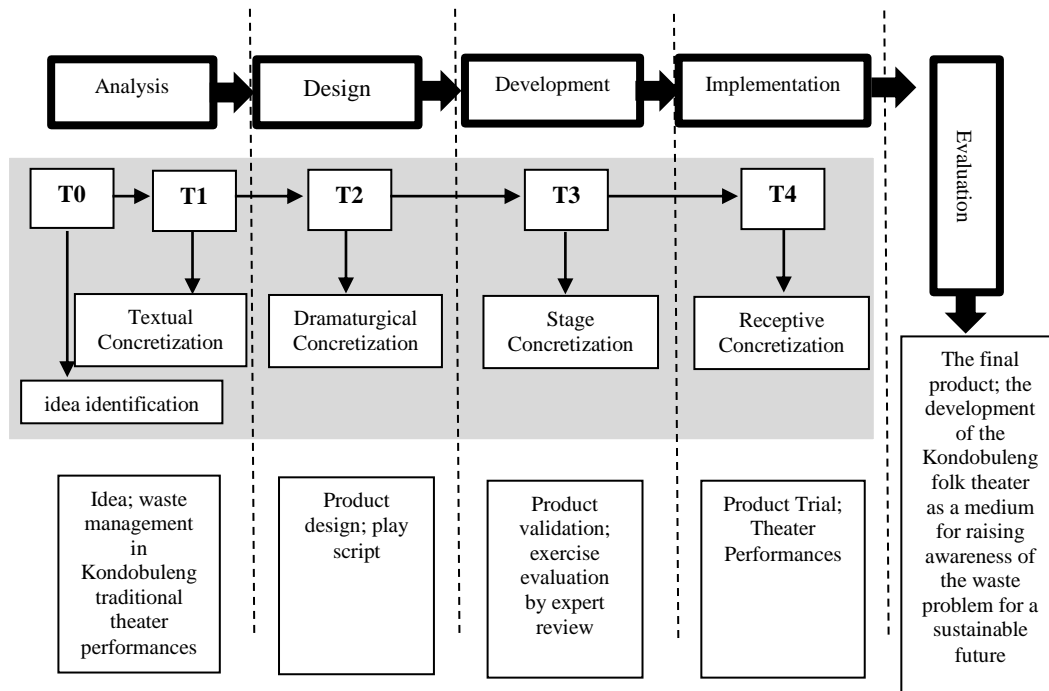 Analysis
Design
Development
Implementation
Evaluation
T0
T1
T2
T3
T4
Textual
Concretization
Dramaturgical
Concretization
Stage
Concretization
Receptive
Concretization
idea identification
Idea; waste
management
in
Kondobuleng
traditional
theater
performances
Product
design; play
script
Product
validation;
exercise
evaluation
by expert
review
Product Trial;
Theater
Performances
The final
product; the
development
of the
Kondobuleng
folk theater
as a medium
for raising
awareness of
the waste
problem for a
sustainable
future